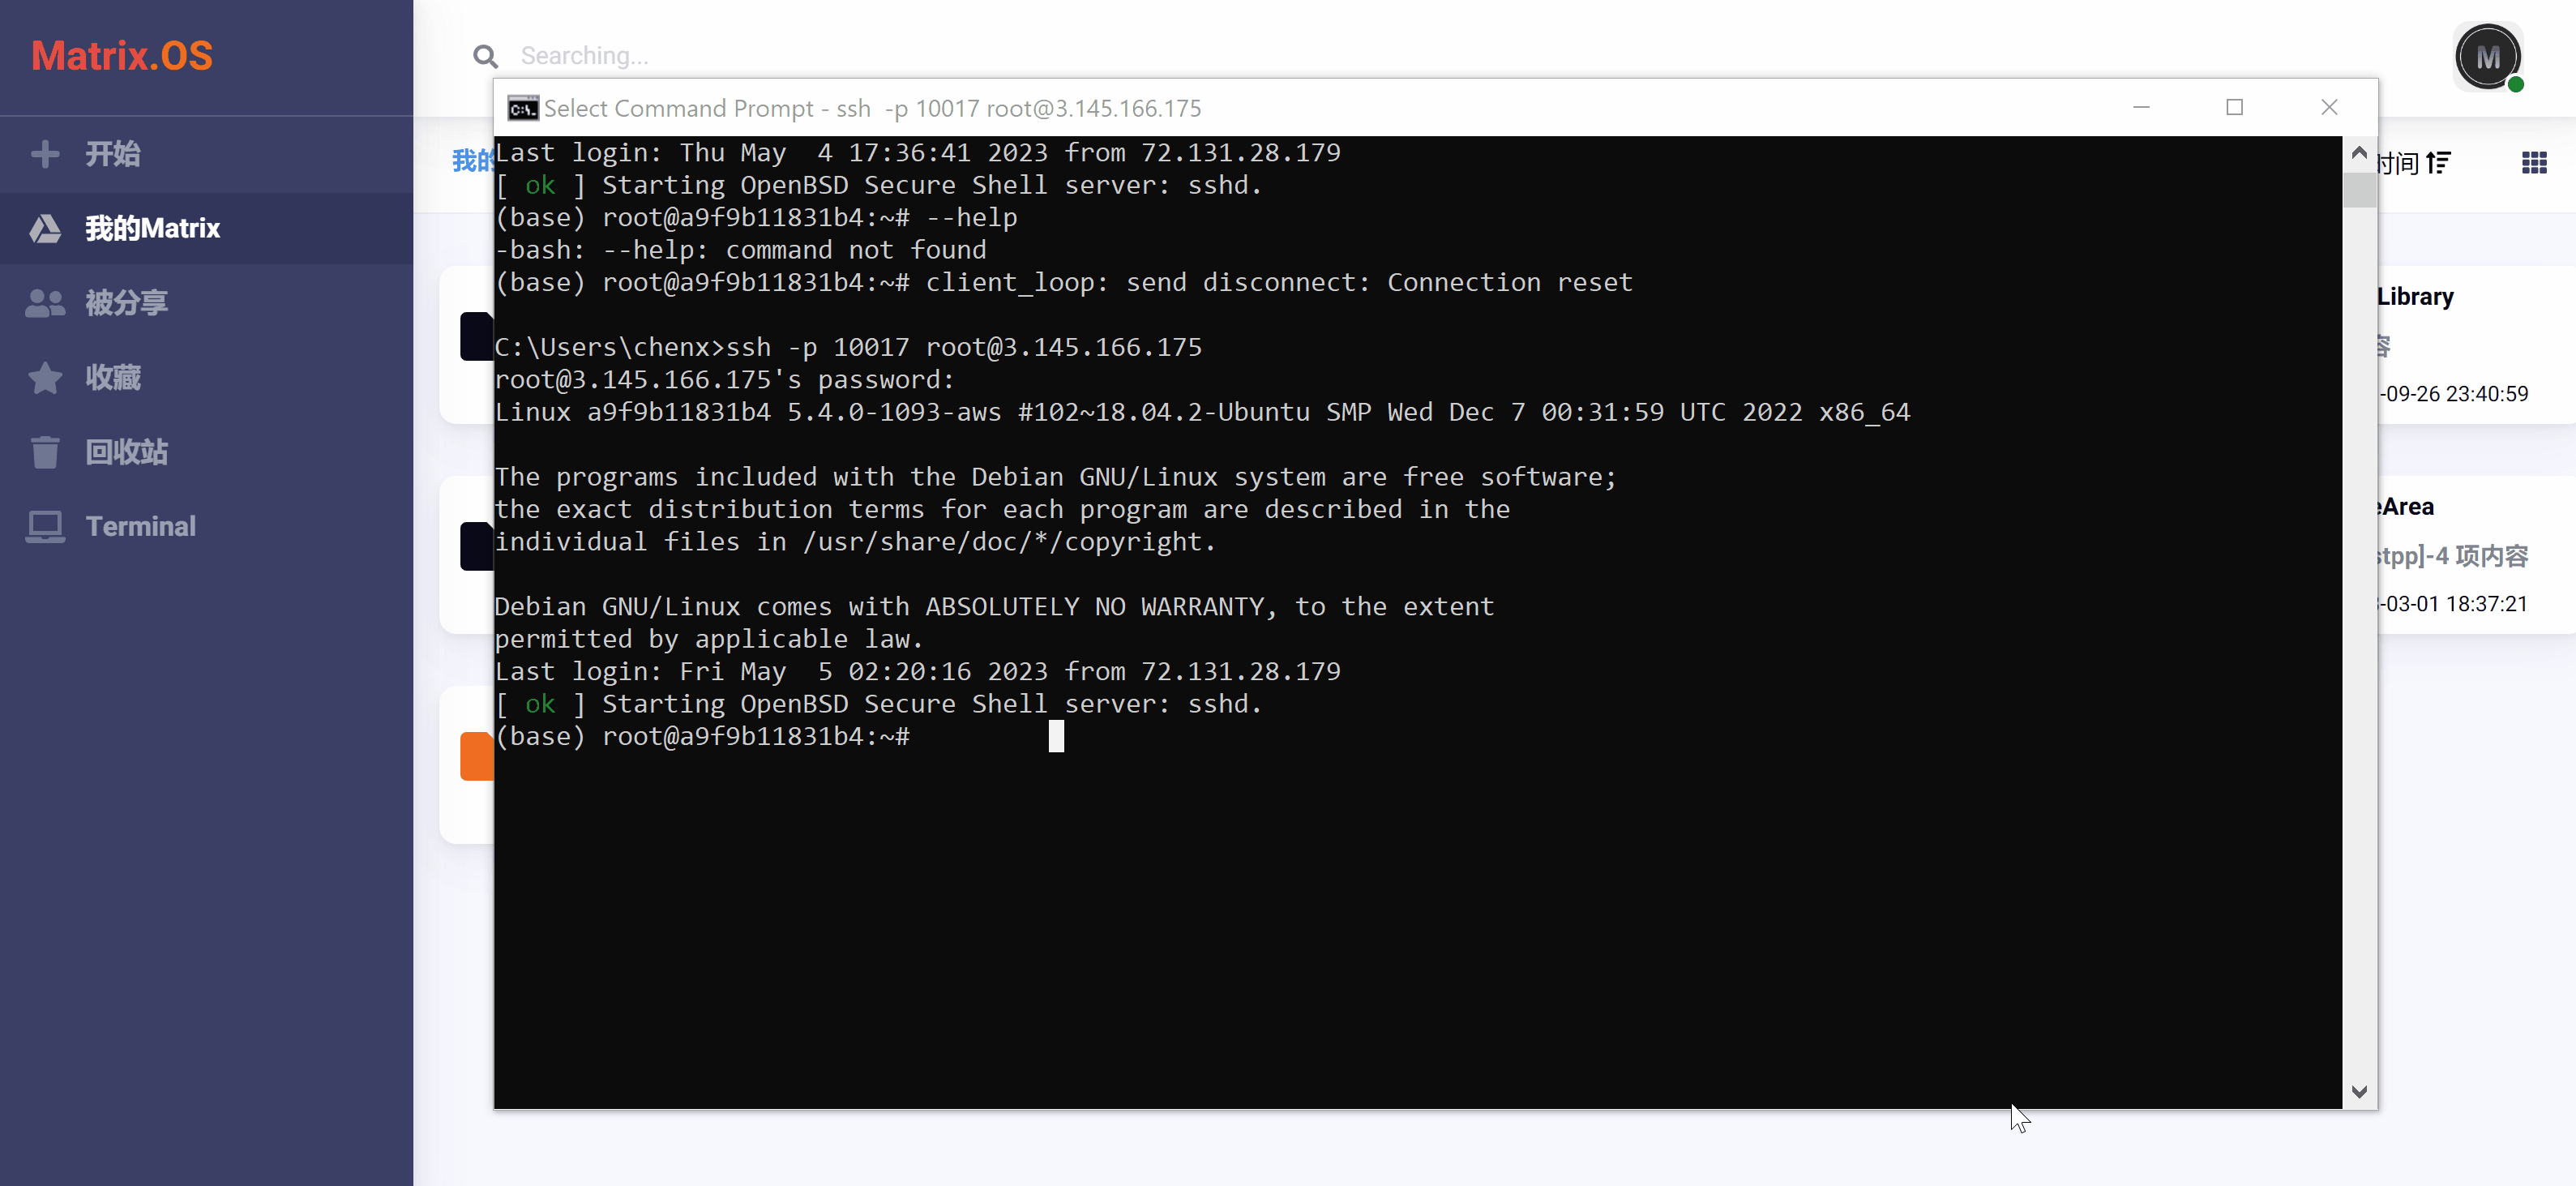 Matrix.OS
开始
我的Matrix
被分享
收藏
回收站
Terminal
Searching...
M
我的
时间
Select Command Prompt - ssh  -p 10017 root@3.145.166.175
Last login: Thu May  4 17:36:41 2023 from 72.131.28.179
[ ok ] Starting OpenBSD Secure Shell server: sshd.
(base) root@a9f9b11831b4:~# --help
-bash: --help: command not found
(base) root@a9f9b11831b4:~# client_loop: send disconnect: Connection reset
C:\Users\chenx>ssh -p 10017 root@3.145.166.175
root@3.145.166.175's password:
Linux a9f9b11831b4 5.4.0-1093-aws #102~18.04.2-Ubuntu SMP Wed Dec 7 00:31:59 UTC 2022 x86_64
The programs included with the Debian GNU/Linux system are free software;
the exact distribution terms for each program are described in the
individual files in /usr/share/doc/*/copyright.
Debian GNU/Linux comes with ABSOLUTELY NO WARRANTY, to the extent
permitted by applicable law.
Last login: Fri May  5 02:20:16 2023 from 72.131.28.179
[ ok ] Starting OpenBSD Secure Shell server: sshd.
(base) root@a9f9b11831b4:~#
Library
容
-09-26 23:40:59
eArea
stpp]-4 项内容
-03-01 18:37:21